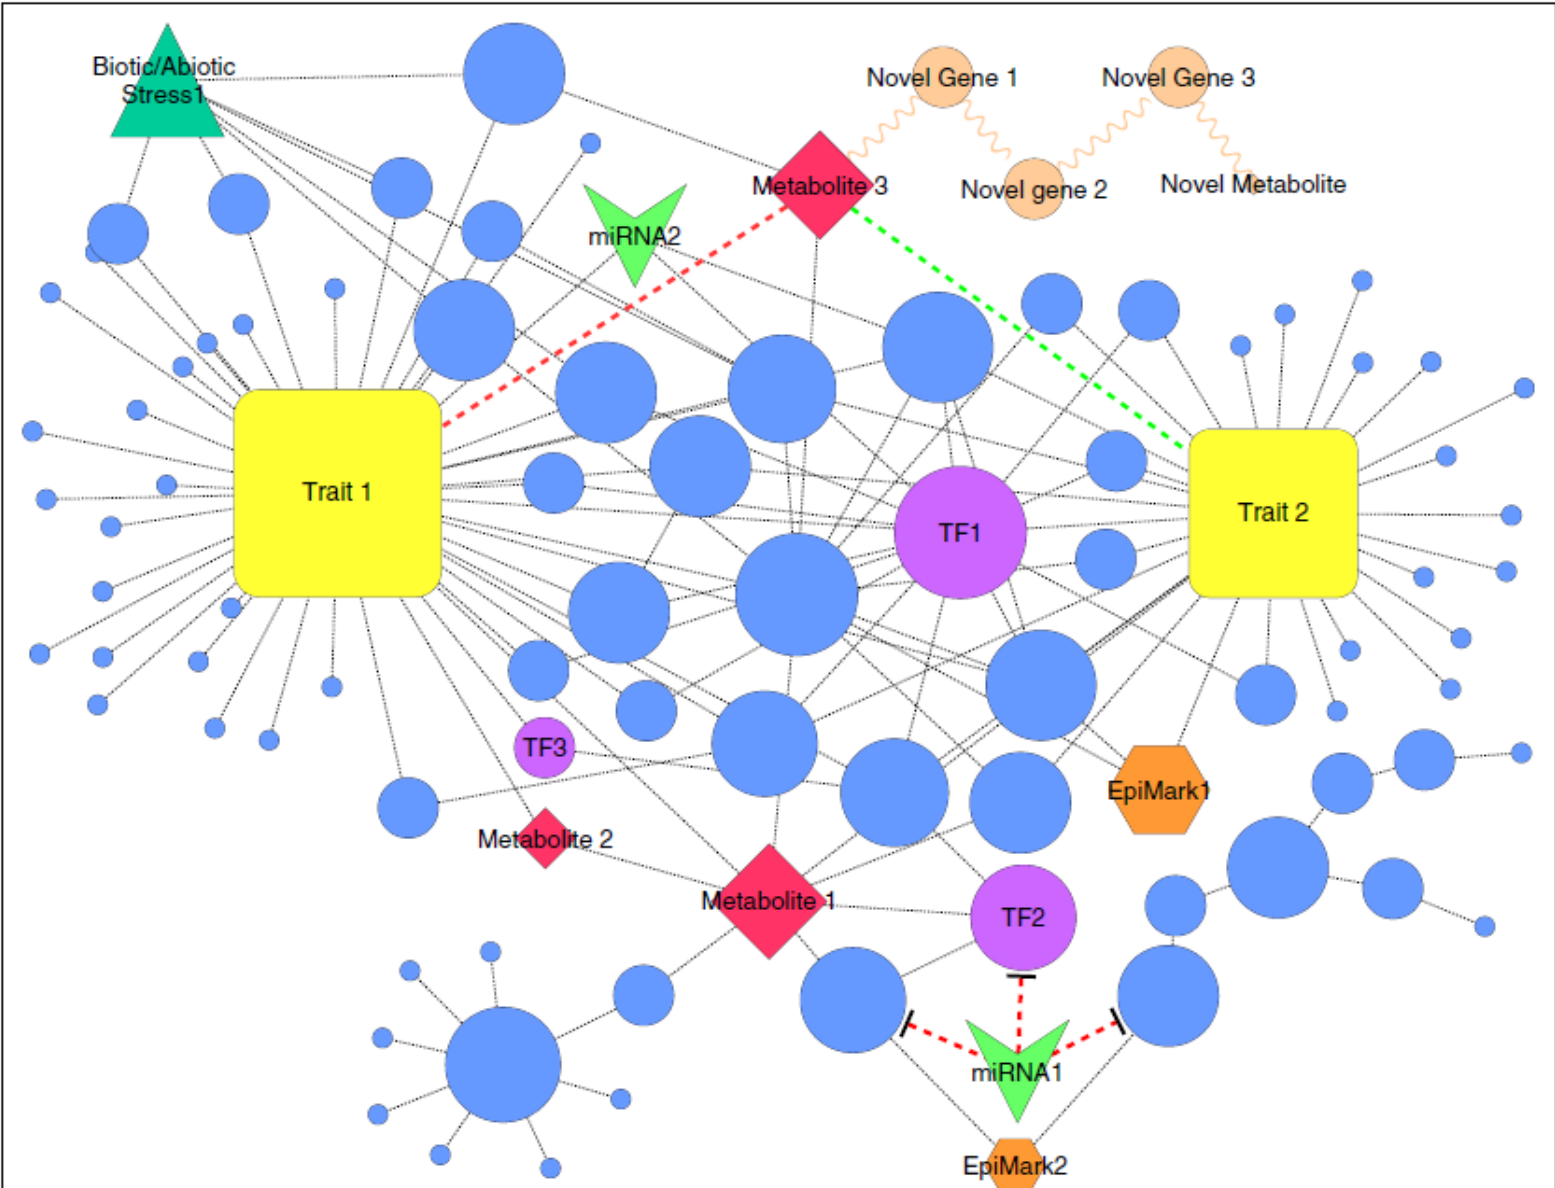 Biotic/Abiotic
Stress1
Novel Gene 1
Novel Gene 3
Metabolite 3
Novel gene 2
Novel Metabolite
miRNA2
Trait 1
Trait 2
TF1
TF3
EpiMark1
Metabolite 2
Metabolite 1
TF2
miRNA1
EpiMark2